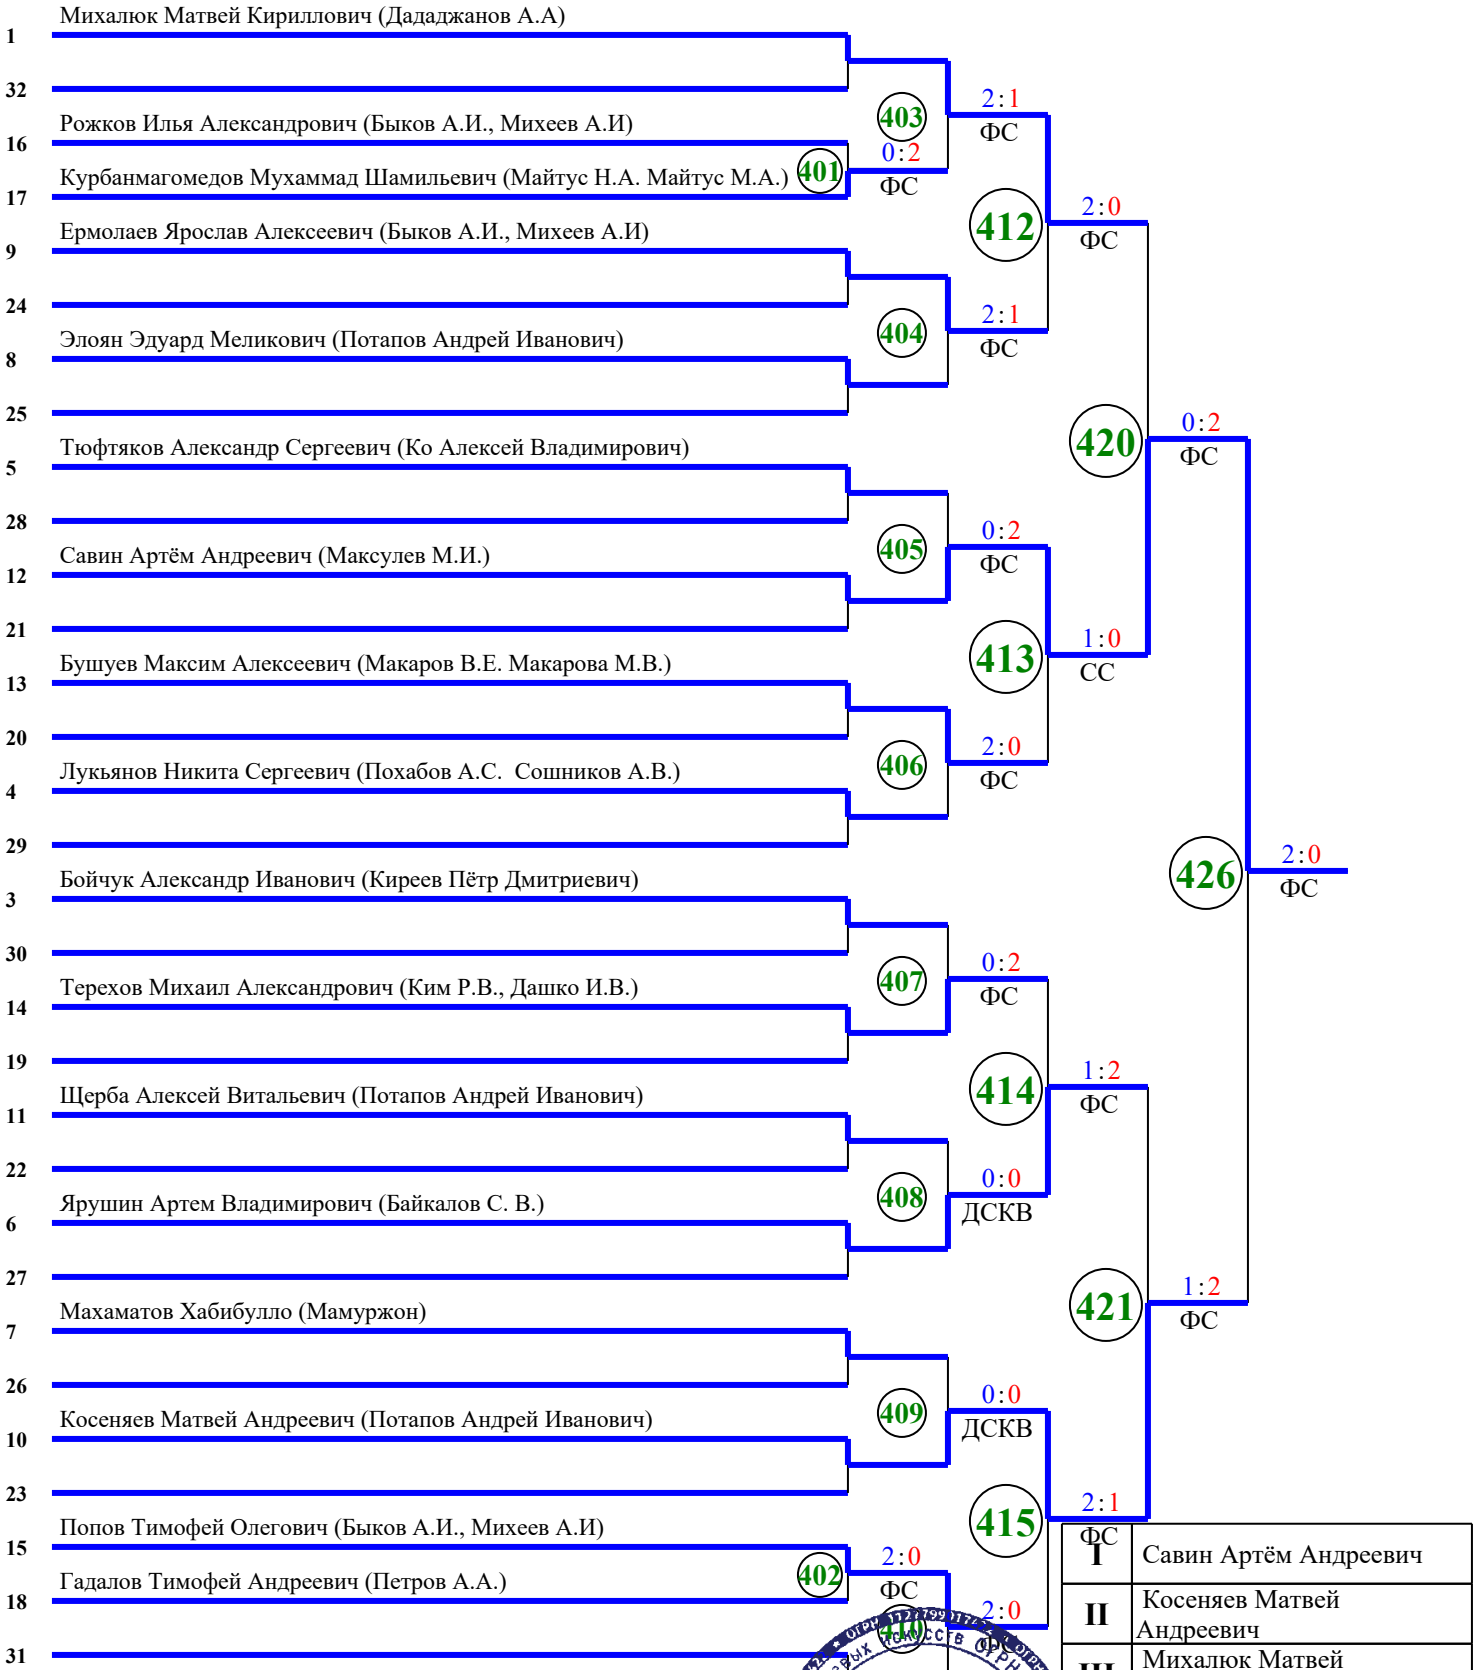 Михалюк Матвей Кириллович (Дададжанов А.А)
1
32
2:1
403
ФС
Рожков Илья Александрович (Быков А.И., Михеев А.И)
16
0:2
401
ФС
Курбанмагомедов Мухаммад Шамильевич (Майтус Н.А. Майтус М.А.)
17
2:0
412
ФС
Ермолаев Ярослав Алексеевич (Быков А.И., Михеев А.И)
9
24
2:1
404
ФС
Элоян Эдуард Меликович (Потапов Андрей Иванович)
8
25
0:2
420
ФС
Тюфтяков Александр Сергеевич (Ко Алексей Владимирович)
5
28
0:2
405
ФС
Савин Артём Андреевич (Максулев М.И.)
12
21
1:0
413
СС
Бушуев Максим Алексеевич (Макаров В.Е. Макарова М.В.)
13
20
2:0
406
ФС
Лукьянов Никита Сергеевич (Похабов А.С. Сошников А.В.)
4
29
2:0
426
ФС
Бойчук Александр Иванович (Киреев Пётр Дмитриевич)
3
30
0:2
407
ФС
Терехов Михаил Александрович (Ким Р.В., Дашко И.В.)
14
19
1:2
414
ФС
Щерба Алексей Витальевич (Потапов Андрей Иванович)
11
22
0:0
408
ДСКВ
Ярушин Артем Владимирович (Байкалов С. В.)
6
27
1:2
421
ФС
Махаматов Хабибулло (Мамуржон)
7
26
0:0
409
ДСКВ
Косеняев Матвей Андреевич (Потапов Андрей Иванович)
10
23
2:1
415
ФС
Попов Тимофей Олегович (Быков А.И., Михеев А.И)
15
2:0
402
ФС
Гадалов Тимофей Андреевич (Петров А.А.)
18
2:0
410
ФС
31
I Савин Артём Андреевич
II Косеняев Матвей
Андреевич
III Михалюк Матвей